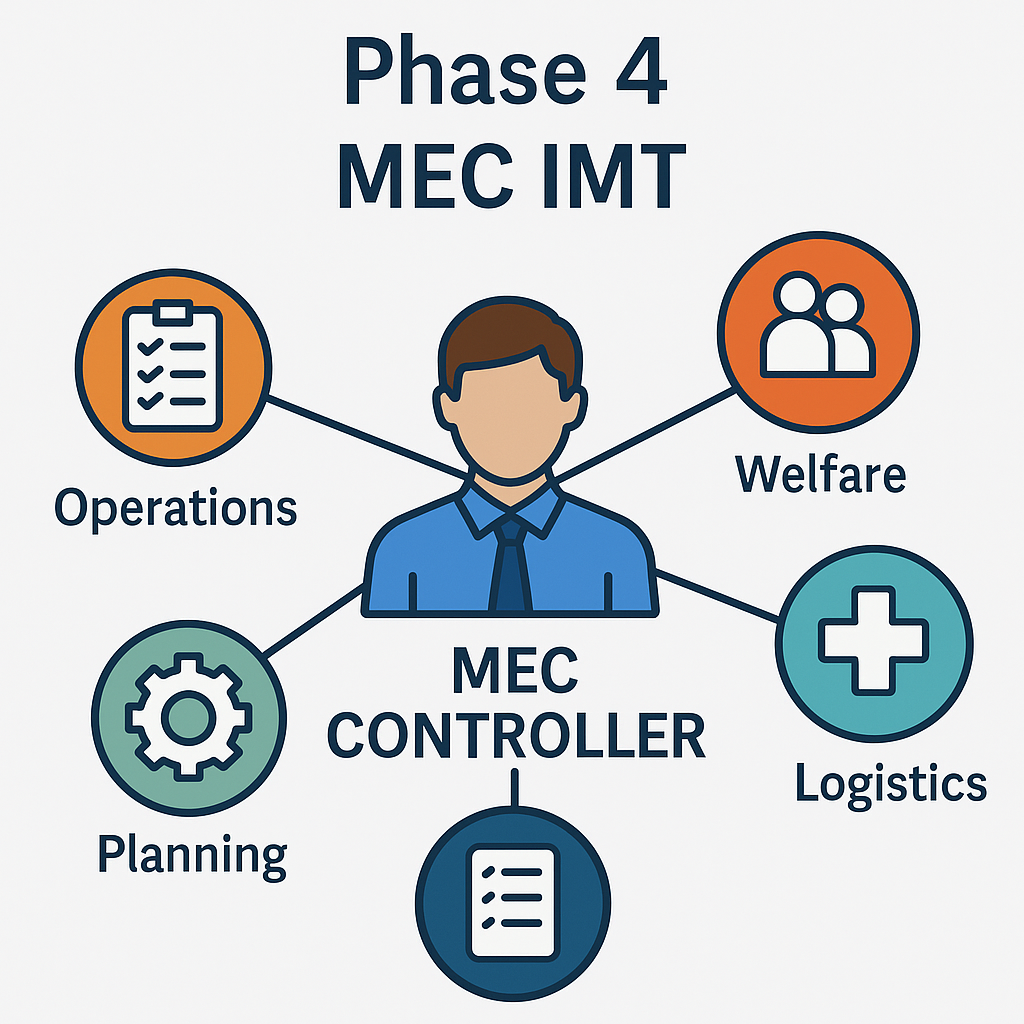 Phase 4
MEC IMT
Operations
Welfare
MEC
CONTROLLER
Planning
Logistics